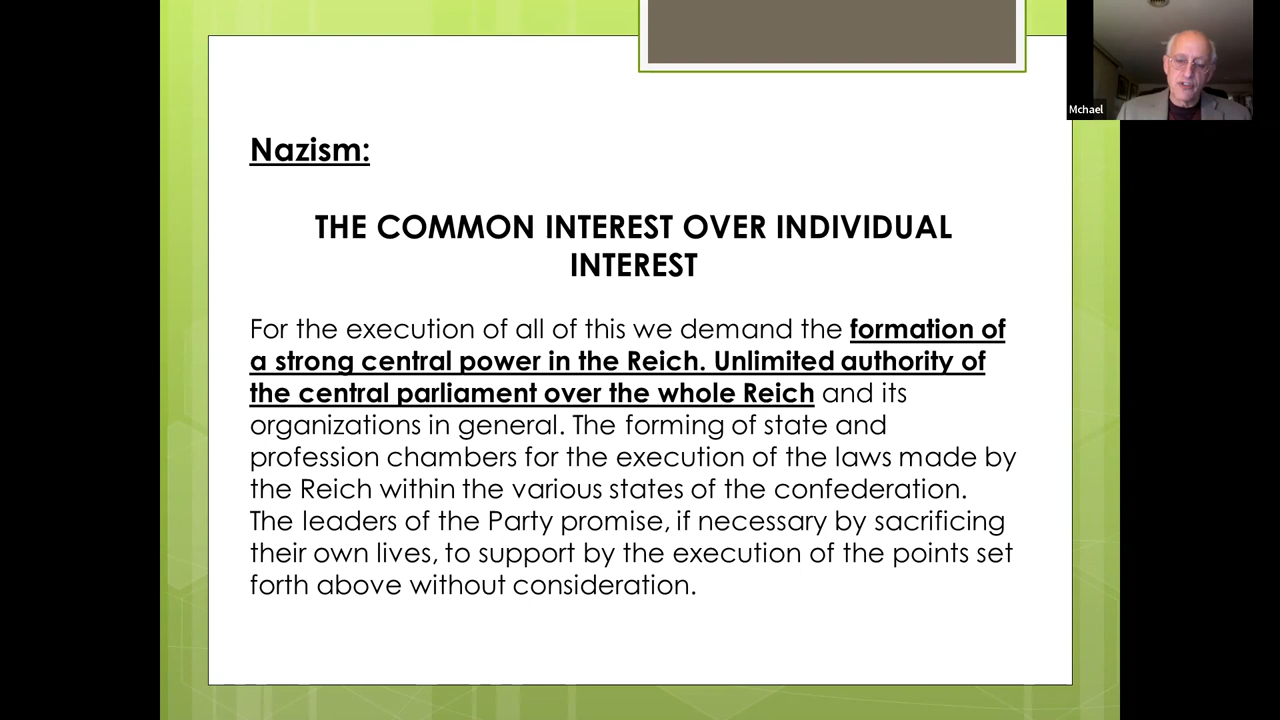 Mchael
Nazism:
THE COMMON INTEREST OVER INDIVIDUAL
INTEREST
For the execution of all of this we demand the formation of
a strong central power in the Reich. Unlimited authority of
the central parliament over the whole Reich and its
organizations in general. The forming of state and
profession chambers for the execution of the laws made by
the Reich within the various states of the confederation.
The leaders of the Party promise, if necessary by sacrificing
their own lives, to support by the execution of the points set
forth above without consideration.